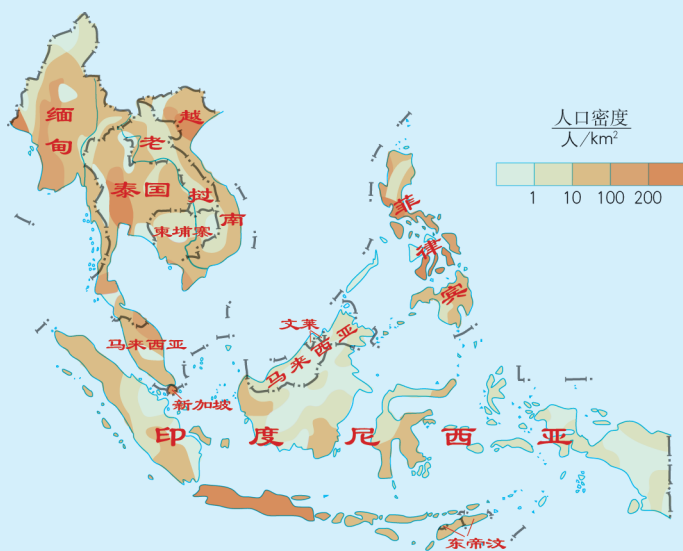 人口密度
人/km²
1 10 100 200
缅甸
越南
老挝
泰国
柬埔寨
菲律宾
文莱
马来西亚
马来西亚
新加坡
印度尼西亚
东帝汶